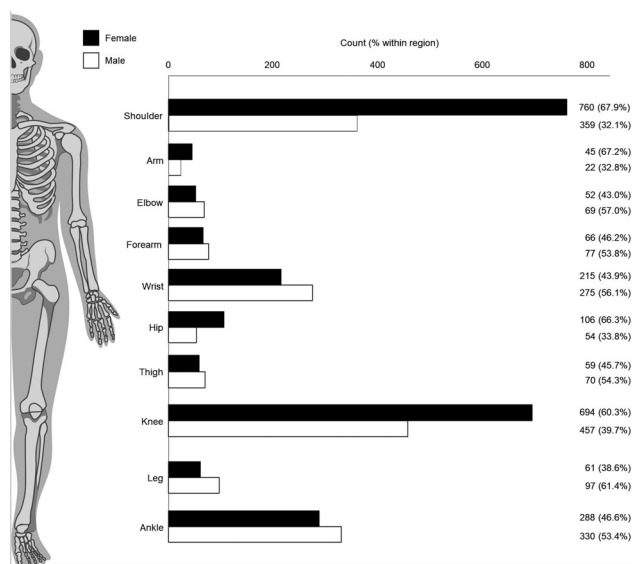 Female
Male
Count (% within region)
0 200 400 600 800
Shoulder
760 (67.9%)
359 (32.1%)
Arm
45 (67.2%)
22 (32.8%)
Elbow
52 (43.0%)
69 (57.0%)
Forearm
66 (46.2%)
77 (53.8%)
Wrist
215 (43.9%)
275 (56.1%)
Hip
106 (66.3%)
54 (33.8%)
Thigh
59 (45.7%)
70 (54.3%)
Knee
694 (60.3%)
457 (39.7%)
Leg
61 (38.6%)
97 (61.4%)
Ankle
288 (46.6%)
330 (53.4%)